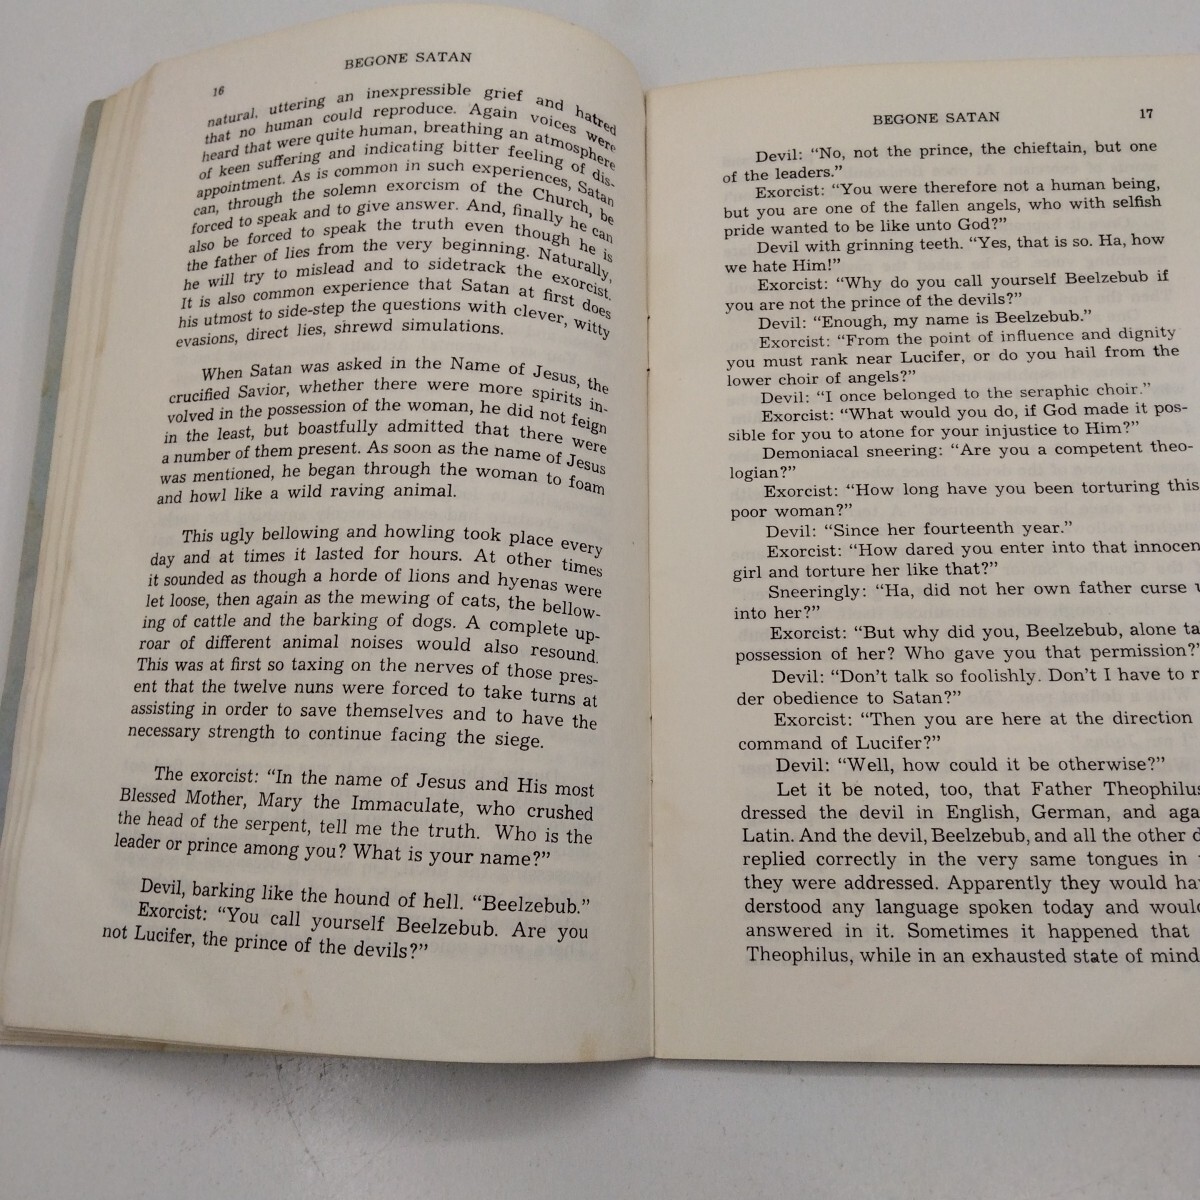 BEGONE SATAN
16
natural, uttering an inexpressible grief and hatred
that no human could reproduce. Again voices were
heard that were quite human, breathing an atmosphere
of keen suffering and indicating bitter feeling of dis-
appointment. As is common in such experiences, Satan
can, through the solemn exorcism of the Church, be
forced to speak and to give answer. And, finally he can
also be forced to speak the truth even though he is
the father of lies from the very beginning. Naturally,
he will try to mislead and to sidetrack the exorcist.
It is also common experience that Satan at first does
his utmost to side-step the questions with clever, witty
evasions, direct lies, shrewd simulations.
When Satan was asked in the Name of Jesus, the
crucified Savior, whether there were more spirits in-
volved in the possession of the woman, he did not feign
in the least, but boastfully admitted that there were
a number of them present. As soon as the name of Jesus
was mentioned, he began through the woman to foam
and howl like a wild raving animal.
This ugly bellowing and howling took place every
day and at times it lasted for hours. At other times
it sounded as though a horde of lions and hyenas were
let loose, then again as the mewing of cats, the bellow-
ing of cattle and the barking of dogs. A complete up-
roar of different animal noises would also resound.
This was at first so taxing on the nerves of those pres-
ent that the twelve nuns were forced to take turns at
assisting in order to save themselves and to have the
necessary strength to continue facing the siege.
The exorcist: "In the name of Jesus and His most
Blessed Mother, Mary the Immaculate, who crushed
the head of the serpent, tell me the truth. Who is the
leader or prince among you? What is your name?"
Devil, barking like the hound of hell. "Beelzebub."
Exorcist: "You call yourself Beelzebub. Are you
not Lucifer, the prince of the devils?"
BEGONE SATAN
17
Devil: "No, not the prince, the chieftain, but one
of the leaders."
Exorcist: "You were therefore not a human being,
but you are one of the fallen angels, who with selfish
pride wanted to be like unto God?"
Devil with grinning teeth. "Yes, that is so. Ha, how
we hate Him!"
Exorcist: "Why do you call yourself Beelzebub if
you are not the prince of the devils?"
Devil: "Enough, my name is Beelzebub."
Exorcist: "From the point of influence and dignity
you must rank near Lucifer, or do you hail from the
lower choir of angels?"
Devil: "I once belonged to the seraphic choir."
Exorcist: "What would you do, if God made it pos-
sible for you to atone for your injustice to Him?"
Demoniacal sneering: "Are you a competent theo-
logian?"
Exorcist: "How long have you been torturing this
poor woman?"
Devil: "Since her fourteenth year."
Exorcist: "How dared you enter into that innocen
girl and torture her like that?"
Sneeringly: "Ha, did not her own father curse
into her?"
Exorcist: "But why did you, Beelzebub, alone ta
possession of her? Who gave you that permission?"
Devil: "Don't talk so foolishly. Don't I have to r
der obedience to Satan?"
Exorcist: "Then you are here at the direction
command of Lucifer?"
Devil: "Well, how could it be otherwise?"
Let it be noted, too, that Father Theophilus
dressed the devil in English, German, and aga
Latin. And the devil, Beelzebub, and all the other d
replied correctly in the very same tongues in
they were addressed. Apparently they would hav
derstood any language spoken today and would
answered in it. Sometimes it happened that
Theophilus, while in an exhausted state of mind